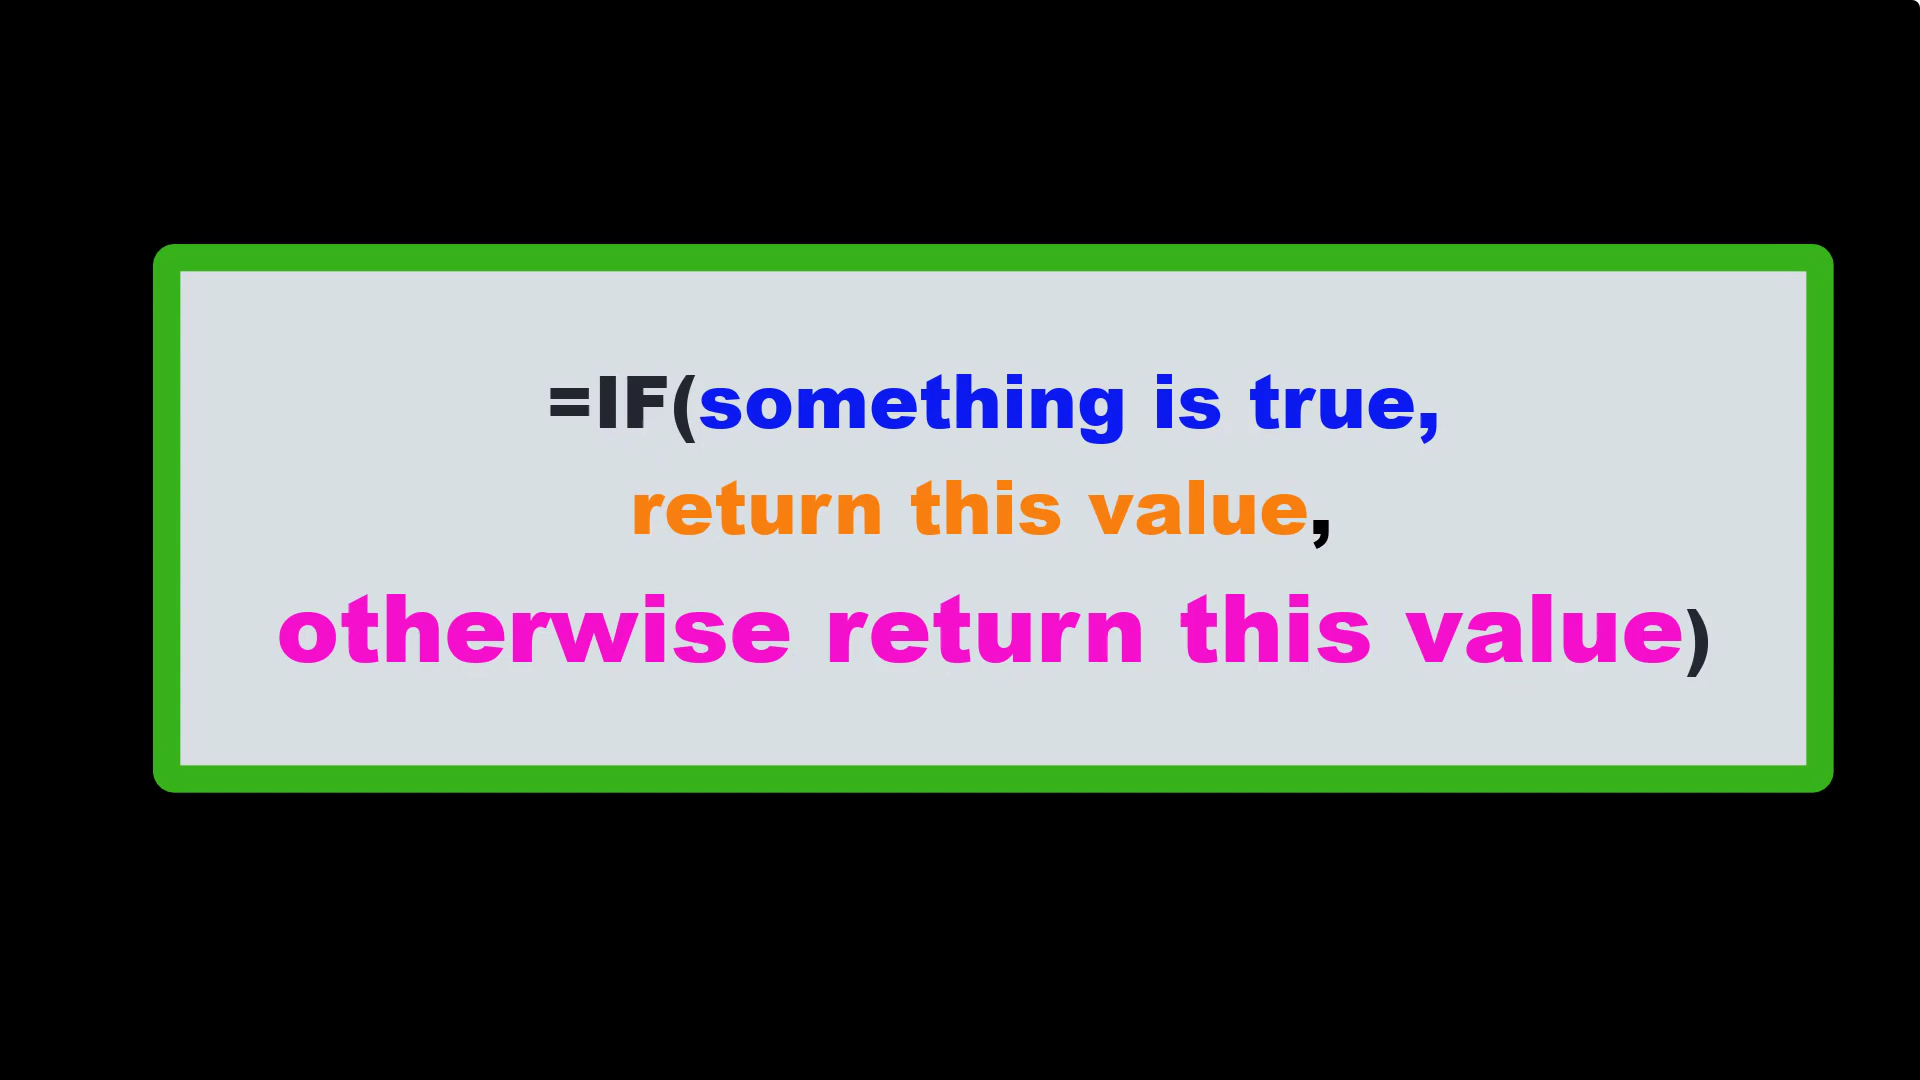 =IF(something is true,
return this value,
otherwise return this value)